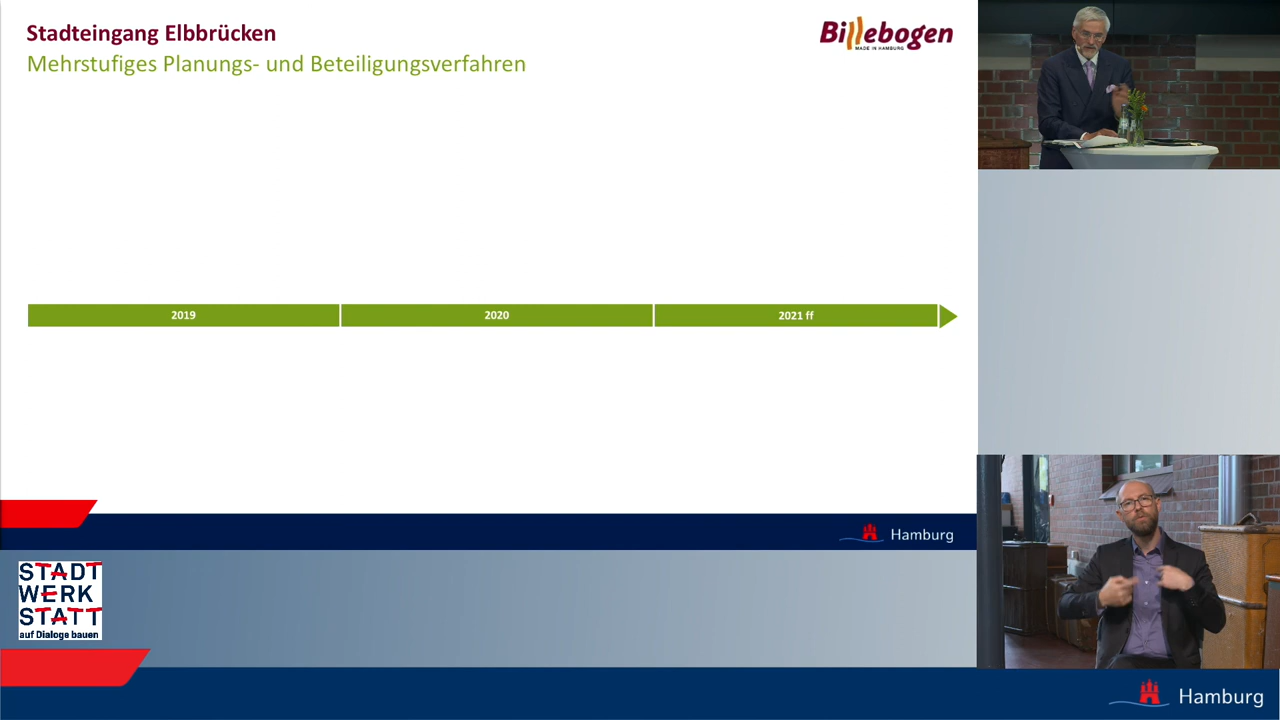 Stadteingang Elbbrücken
Mehrstufiges Planungs- und Beteiligungsverfahren
Billebogen
MADE IN HAMBURG
2019
2020
2021 ff
Hamburg
STADT
WERK
STATT
auf Dialoge bauen
Hamburg